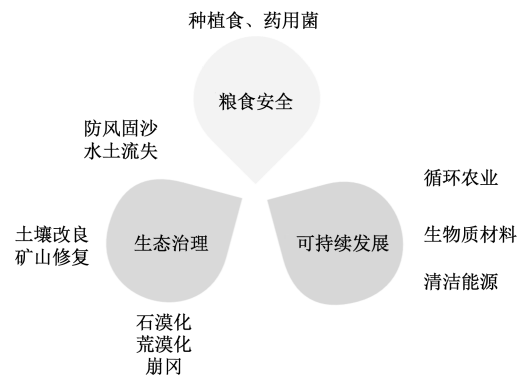 种植食、药用菌
粮食安全
防风固沙
水土流失
生态治理
土壤改良
矿山修复
石漠化
荒漠化
崩冈
可持续发展
循环农业
生物质材料
清洁能源